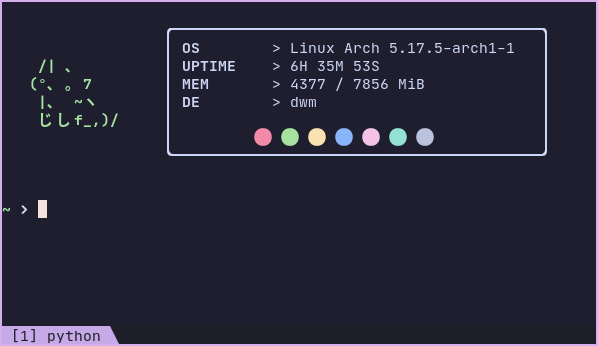 OS > Linux Arch 5.17.5-arch1-1
UPTIME > 6H 35M 53S
MEM > 4377 / 7856 MiB
DE > dwm
/| 、
(°、 。 7
|、 ~ヽ
じしf_,)/
~ >
[1] python